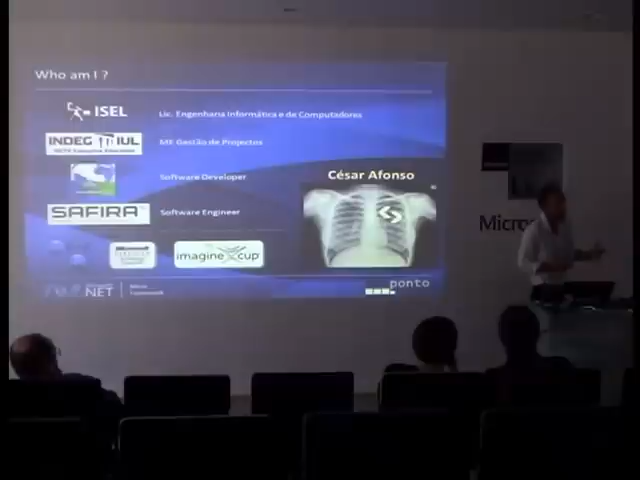 Who am I ?
ISEL
Lic. Engenharia Informática e de Computadores
INDEG IUL
ME Gestão de Projectos
Software Developer
César Afonso
SAFIRA
Software Engineer
imagine cup
NET
ponto
Micro